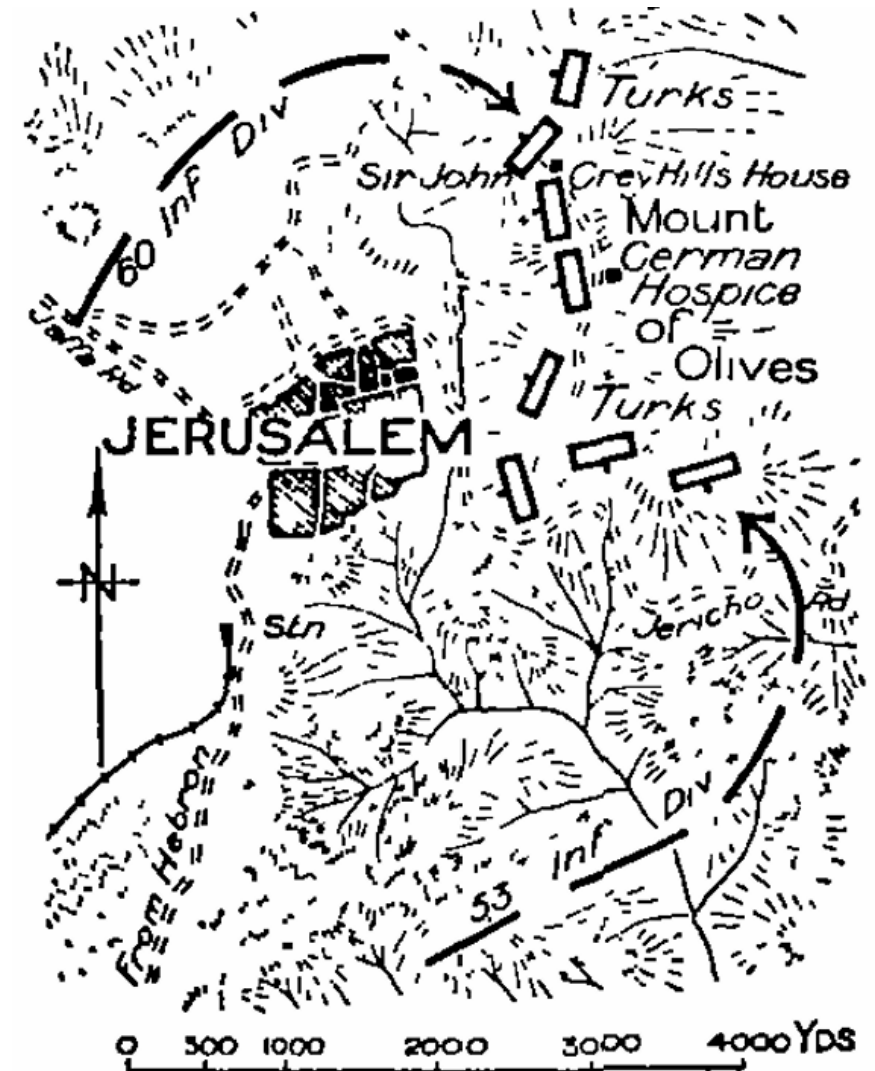 Turks
60 Inf Div
Sir John Grey Hills House
Mount
German
Hospice
of
Olives
Jaffa Rd
Turks
JERUSALEM
N
Stn
Jericho Rd
From Hebron
53 Inf Div
0 500 1000 2000 3000 4000 YDS